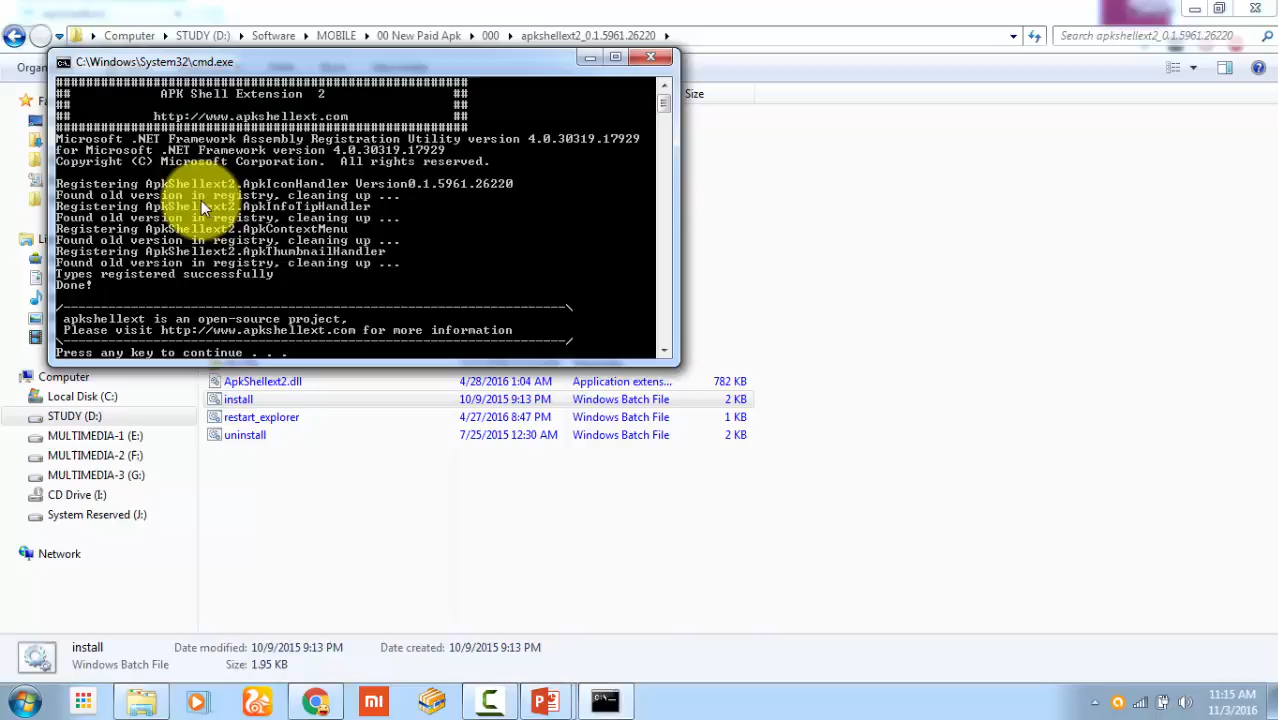 Computer
STUDY (D:)
Software
MOBILE
00 New Paid Apk
000
apkshellext2_0.1.5961.26220
Search apkshellext2_0.1.5961.26220
C:\Windows\System32\cmd.exe
Organ
Size
############################################################
## APK Shell Extension 2 ##
## ##
## http://www.apkshellext.com ##
############################################################
Microsoft .NET Framework Assembly Registration Utility version 4.0.30319.17929
for Microsoft .NET Framework version 4.0.30319.17929
Copyright (C) Microsoft Corporation. All rights reserved.
Registering ApkShellext2.ApkIconHandler Version0.1.5961.26220
Found old version in registry, cleaning up ...
Registering ApkShellext2.ApkInfoTipHandler
Found old version in registry, cleaning up ...
Registering ApkShellext2.ApkContextMenu
Found old version in registry, cleaning up ...
Registering ApkShellext2.ApkThumbnailHandler
Found old version in registry, cleaning up ...
Types registered successfully
Done!
/--------------------------------------------------------------------\
apkshellext is an open-source project,
Please visit http://www.apkshellext.com for more information
\--------------------------------------------------------------------/
Press any key to continue . . .
Fa
Li
Computer
Local Disk (C:)
STUDY (D:)
MULTIMEDIA-1 (E:)
MULTIMEDIA-2 (F:)
MULTIMEDIA-3 (G:)
CD Drive (I:)
System Reserved (J:)
Network
ApkShellext2.dll 4/28/2016 1:04 AM Application extens... 782 KB
install 10/9/2015 9:13 PM Windows Batch File 2 KB
restart_explorer 4/27/2016 8:47 PM Windows Batch File 1 KB
uninstall 7/25/2015 12:30 AM Windows Batch File 2 KB
install Date modified: 10/9/2015 9:13 PM Date created: 10/9/2015 9:13 PM
Windows Batch File Size: 1.95 KB
11:15 AM
11/3/2016